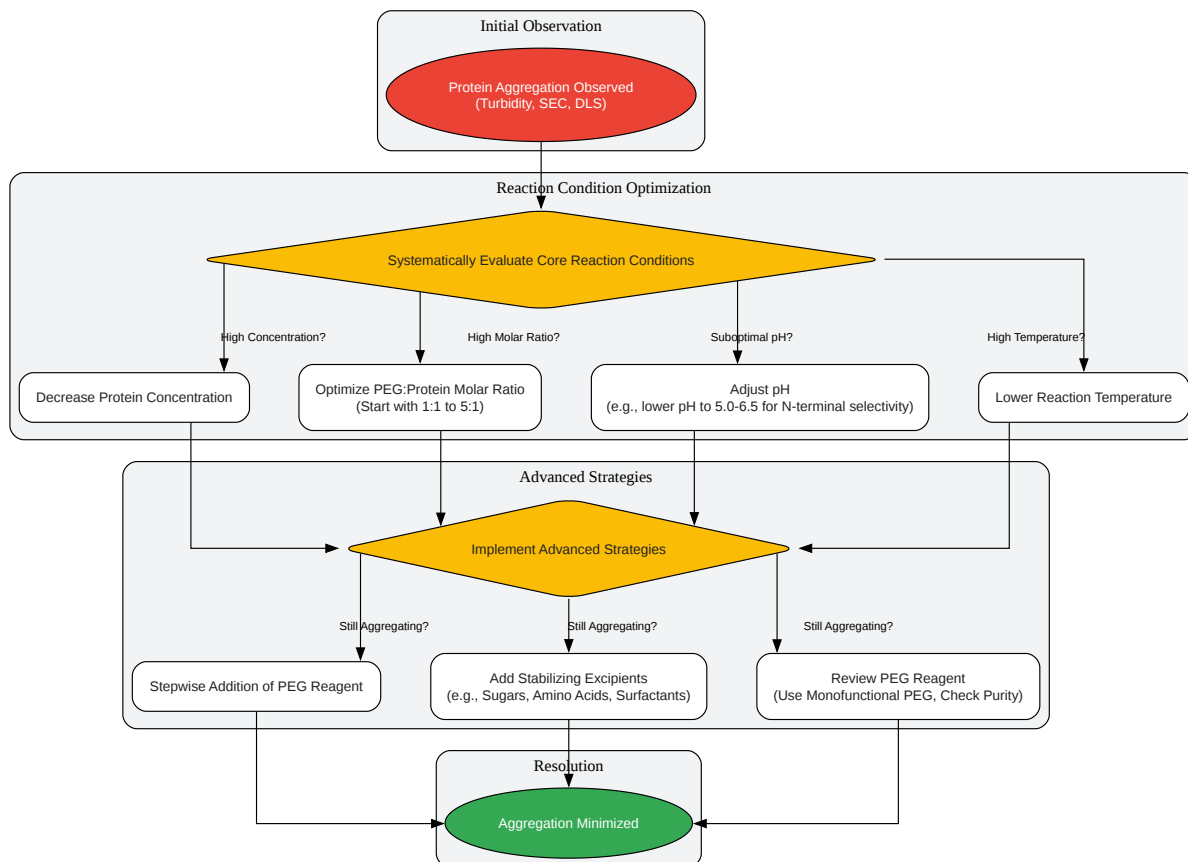 Initial Observation
Protein Aggregation Observed
(Turbidity, SEC, DLS)
Reaction Condition Optimization
Systematically Evaluate Core Reaction Conditions
High Concentration?
High Molar Ratio?
Suboptimal pH?
High Temperature?
Decrease Protein Concentration
Optimize PEG:Protein Molar Ratio
(Start with 1:1 to 5:1)
Adjust pH
(e.g., lower pH to 5.0-6.5 for N-terminal selectivity)
Lower Reaction Temperature
Advanced Strategies
Implement Advanced Strategies
Still Aggregating?
Still Aggregating?
Still Aggregating?
Stepwise Addition of PEG Reagent
Add Stabilizing Excipients
(e.g., Sugars, Amino Acids, Surfactants)
Review PEG Reagent
(Use Monofunctional PEG, Check Purity)
Resolution
Aggregation Minimized